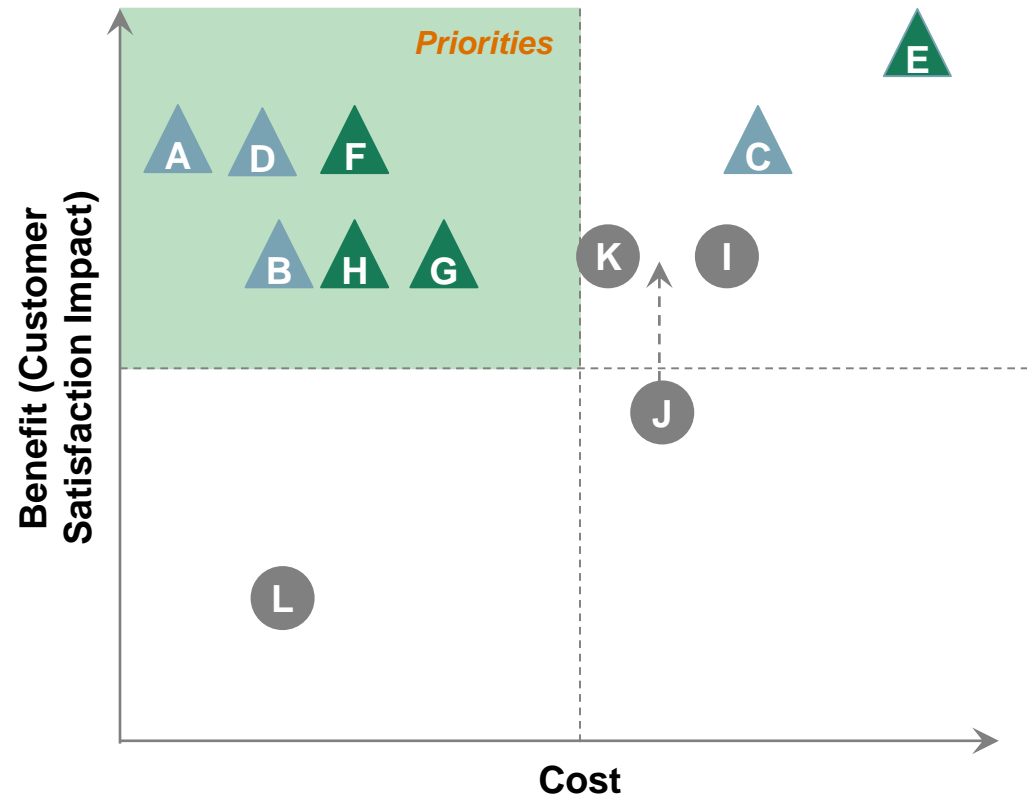 Priorities
E
A
D
F
C
B
H
G
K
I
J
L
Benefit (Customer
Satisfaction Impact)
Cost